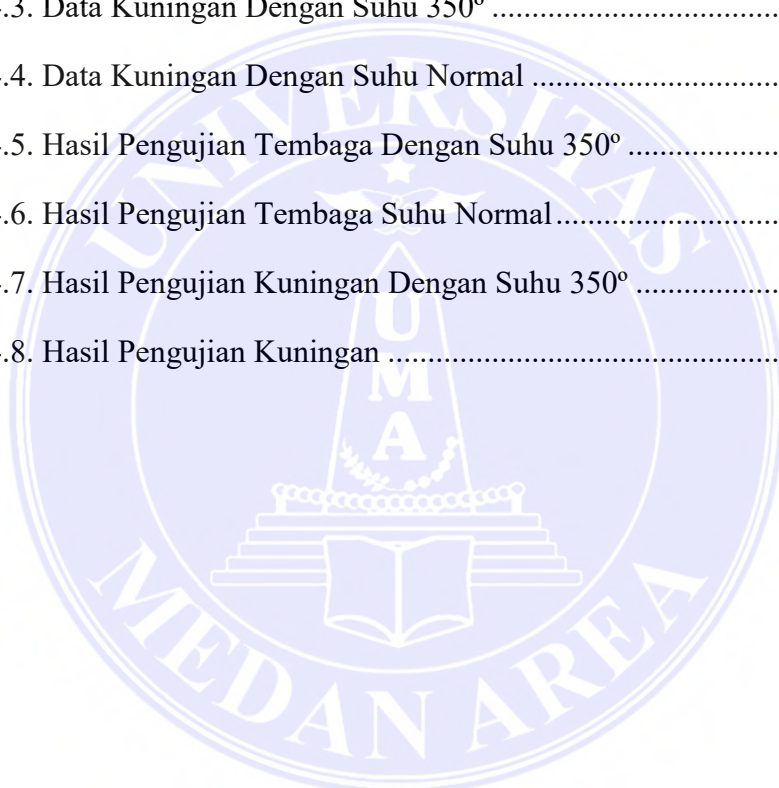 .3. Data Kuningan Dengan Suhu 350º ........................................
.4. Data Kuningan Dengan Suhu Normal ...................................
.5. Hasil Pengujian Tembaga Dengan Suhu 350º ...................
.6. Hasil Pengujian Tembaga Suhu Normal ............................
.7. Hasil Pengujian Kuningan Dengan Suhu 350º ..................
.8. Hasil Pengujian Kuningan .................................................
UNIVERSITAS
UMA
MEDAN AREA